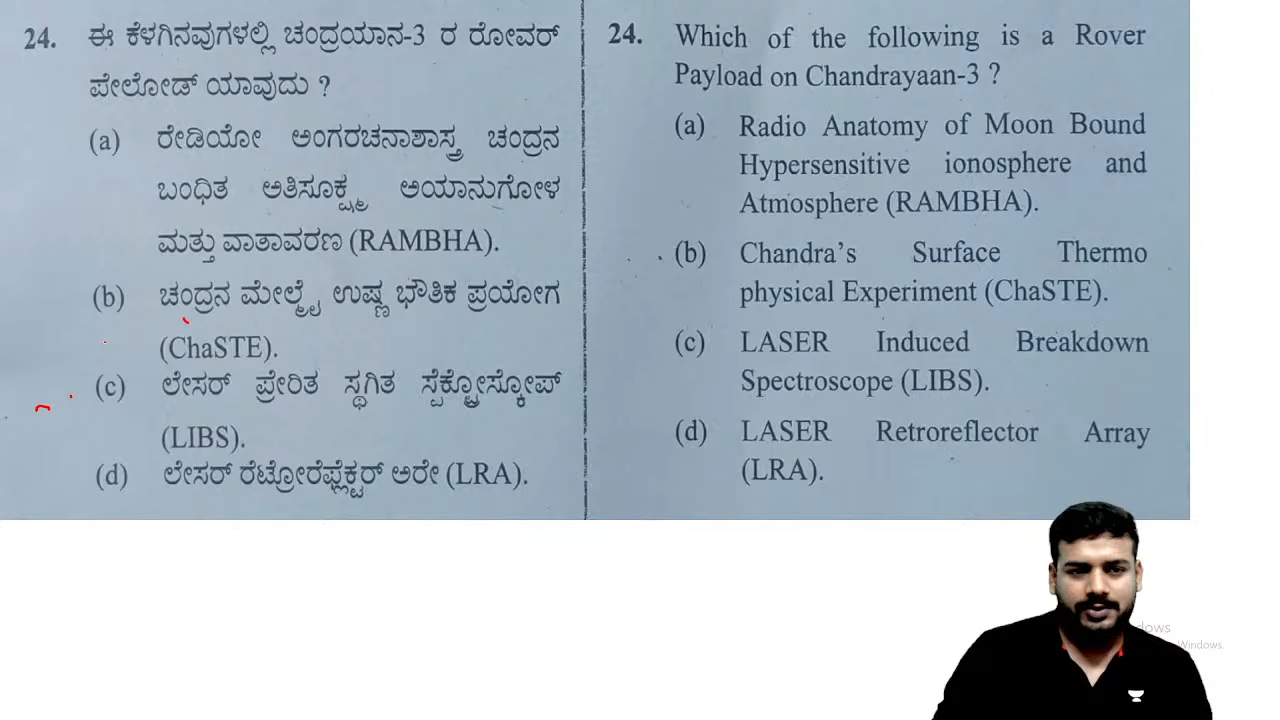 24. ಈ ಕೆಳಗಿನವುಗಳಲ್ಲಿ ಚಂದ್ರಯಾನ-3 ರ ರೋವರ್
ಪೇಲೋಡ್ ಯಾವುದು ?
(a) ರೇಡಿಯೋ ಅಂಗರಚನಾಶಾಸ್ತ್ರ ಚಂದ್ರನ
ಬಂಧಿತ ಅತಿಸೂಕ್ಷ್ಮ ಅಯಾನುಗೋಳ
ಮತ್ತು ವಾತಾವರಣ (RAMBHA).
(b) ಚಂದ್ರನ ಮೇಲ್ಮೈ ಉಷ್ಣ ಭೌತಿಕ ಪ್ರಯೋಗ
(ChaSTE).
(c) ಲೇಸರ್ ಪ್ರೇರಿತ ಸ್ಥಗಿತ ಸ್ಪೆಕ್ಟ್ರೋಸ್ಕೋಪ್
(LIBS).
(d) ಲೇಸರ್ ರೆಟ್ರೋರೆಫ್ಲೆಕ್ಟರ್ ಅರೇ (LRA).
24. Which of the following is a Rover
Payload on Chandrayaan-3 ?
(a) Radio Anatomy of Moon Bound
Hypersensitive ionosphere and
Atmosphere (RAMBHA).
(b) Chandra's Surface Thermo
physical Experiment (ChaSTE).
(c) LASER Induced Breakdown
Spectroscope (LIBS).
(d) LASER Retroreflector Array
(LRA).
Windows.